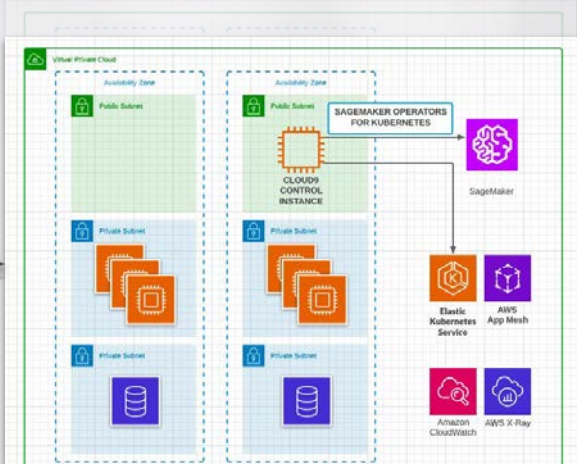 Virtual Private Cloud
Availability Zone
Availability Zone
Public Subnet
Public Subnet
SAGEMAKER OPERATORS
FOR KUBERNETES
CLOUD9
CONTROL
INSTANCE
SageMaker
Private Subnet
Private Subnet
Elastic
Kubernetes
Service
AWS
App Mesh
Private Subnet
Private Subnet
Amazon
CloudWatch
AWS X-Ray